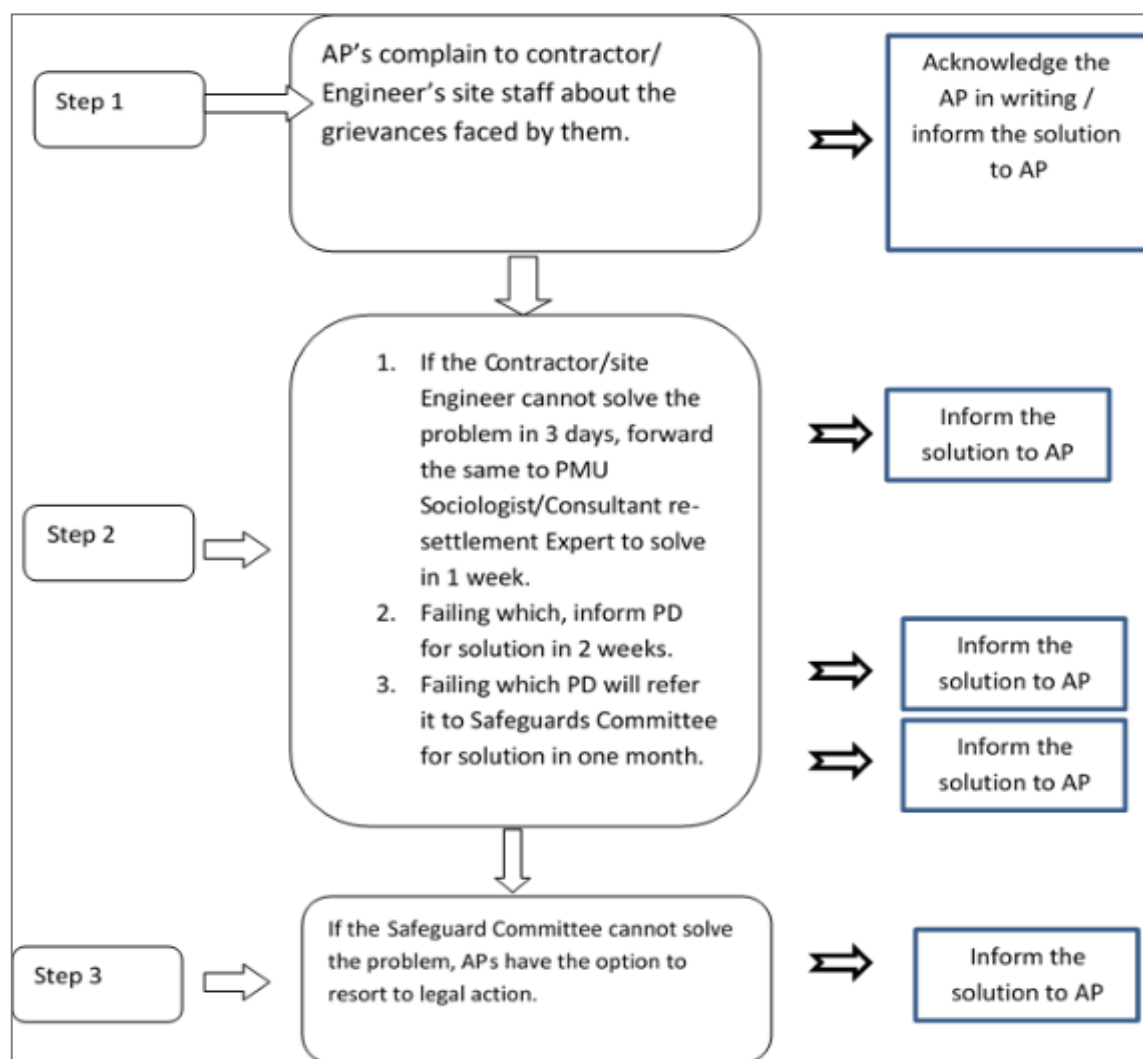 Step 1
AP's complain to contractor/
Engineer's site staff about the
grievances faced by them.
Acknowledge the
AP in writing /
inform the solution
to AP
Step 2
1. If the Contractor/site
Engineer cannot solve the
problem in 3 days, forward
the same to PMU
Sociologist/Consultant re-
settlement Expert to solve
in 1 week.
2. Failing which, inform PD
for solution in 2 weeks.
3. Failing which PD will refer
it to Safeguards Committee
for solution in one month.
Inform the
solution to AP
Inform the
solution to AP
Inform the
solution to AP
Step 3
If the Safeguard Committee cannot solve
the problem, APs have the option to
resort to legal action.
Inform the
solution to AP